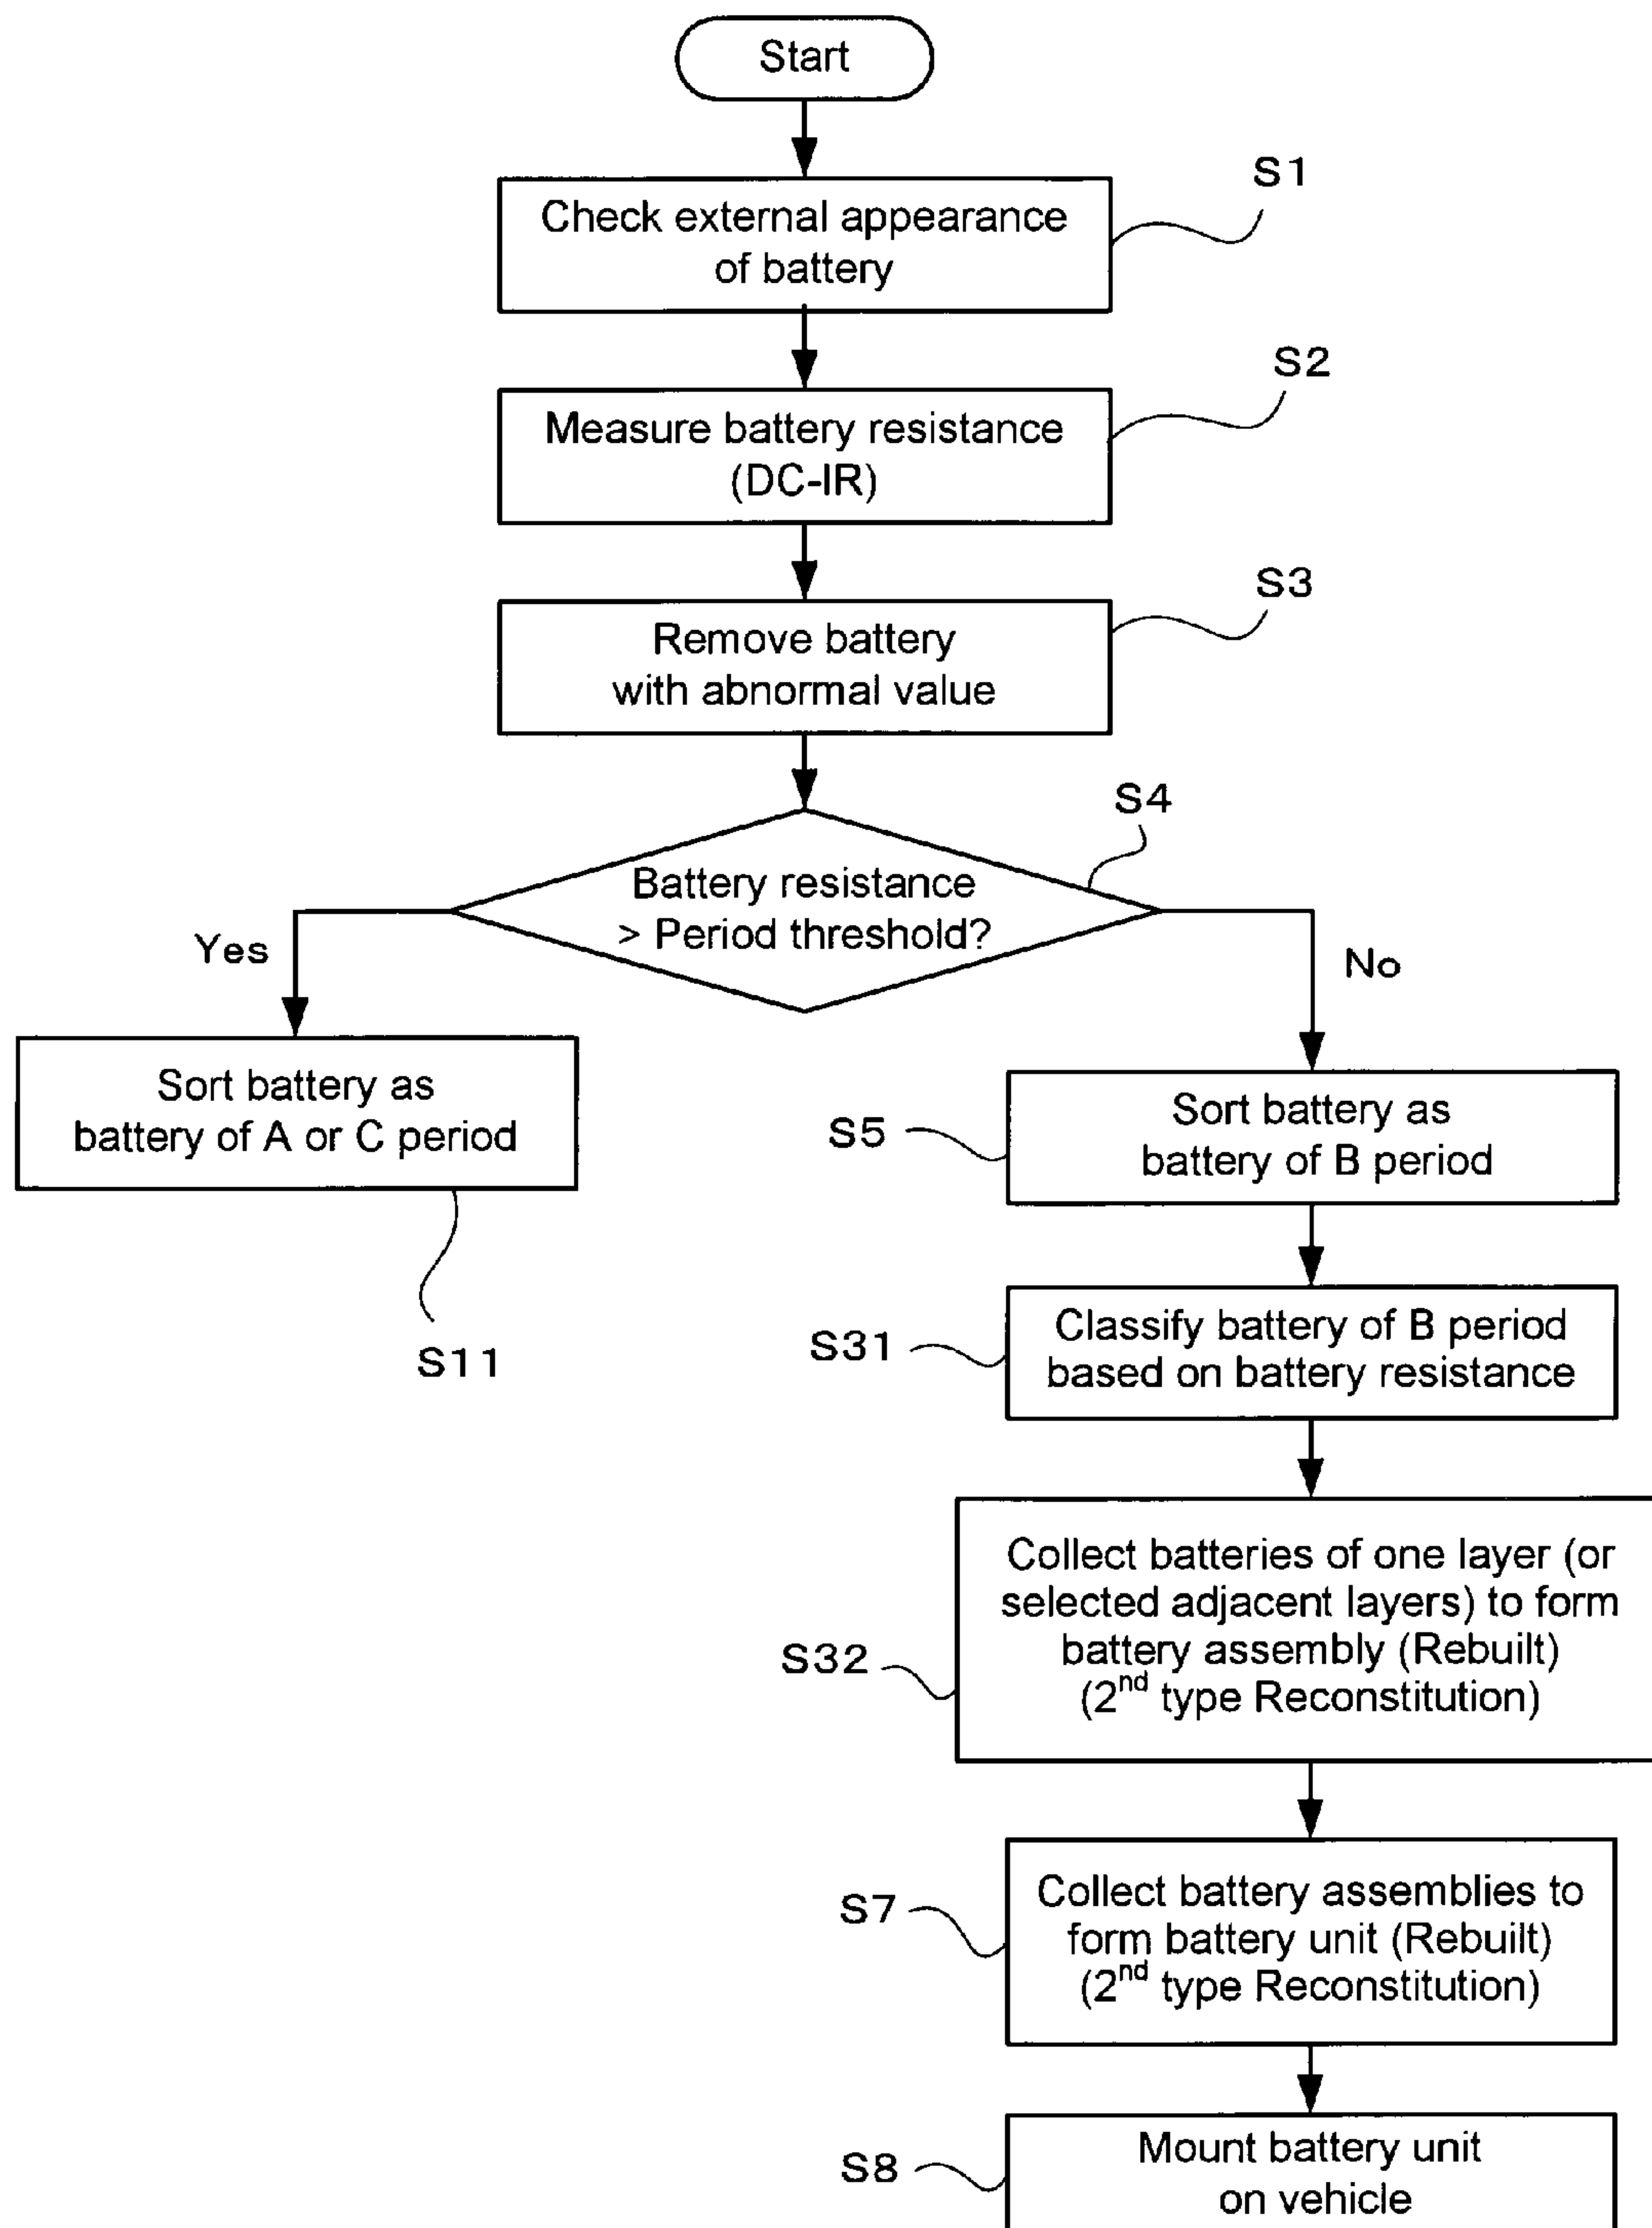 Start
S1
Check external appearance
of battery
S2
Measure battery resistance
(DC-IR)
S3
Remove battery
with abnormal value
S4
Battery resistance
> Period threshold?
Yes
No
Sort battery as
battery of A or C period
S11
S5
Sort battery as
battery of B period
S31
Classify battery of B period
based on battery resistance
S32
Collect batteries of one layer (or
selected adjacent layers) to form
battery assembly (Rebuilt)
(2nd type Reconstitution)
S7
Collect battery assemblies to
form battery unit (Rebuilt)
(2nd type Reconstitution)
S8
Mount battery unit
on vehicle